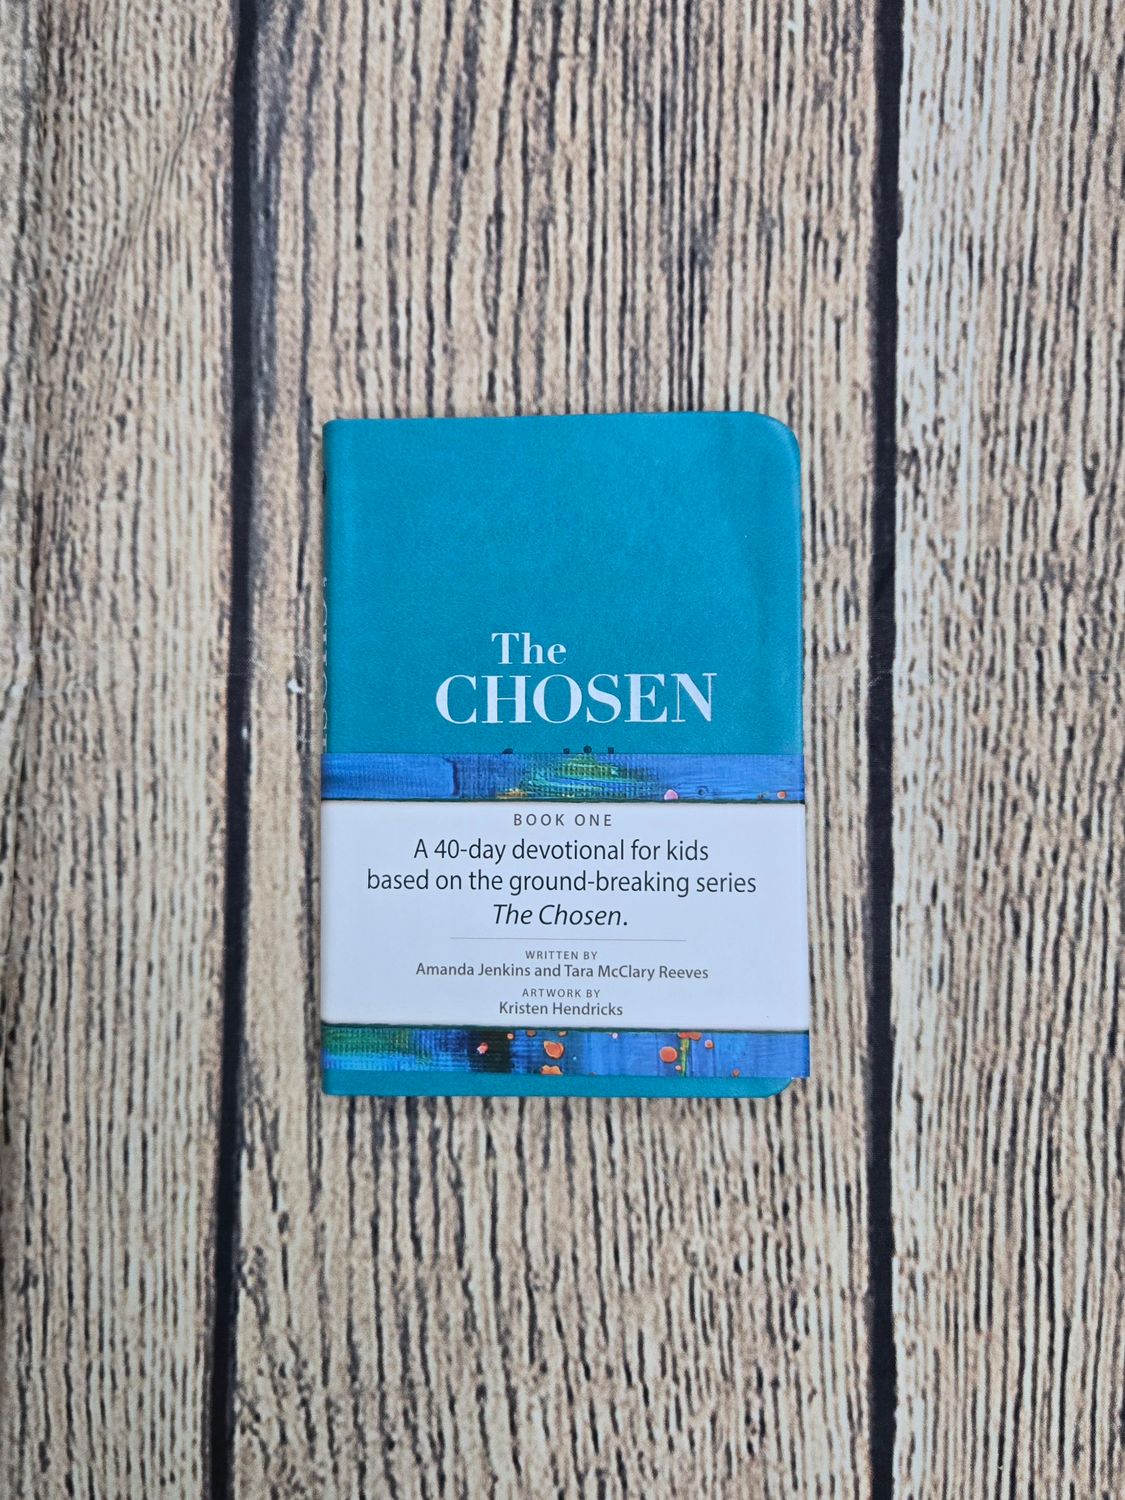 The
CHOSEN
BOOK ONE
A 40-day devotional for kids
based on the ground-breaking series
The Chosen.
WRITTEN BY
Amanda Jenkins and Tara McClary Reeves
ARTWORK BY
Kristen Hendricks